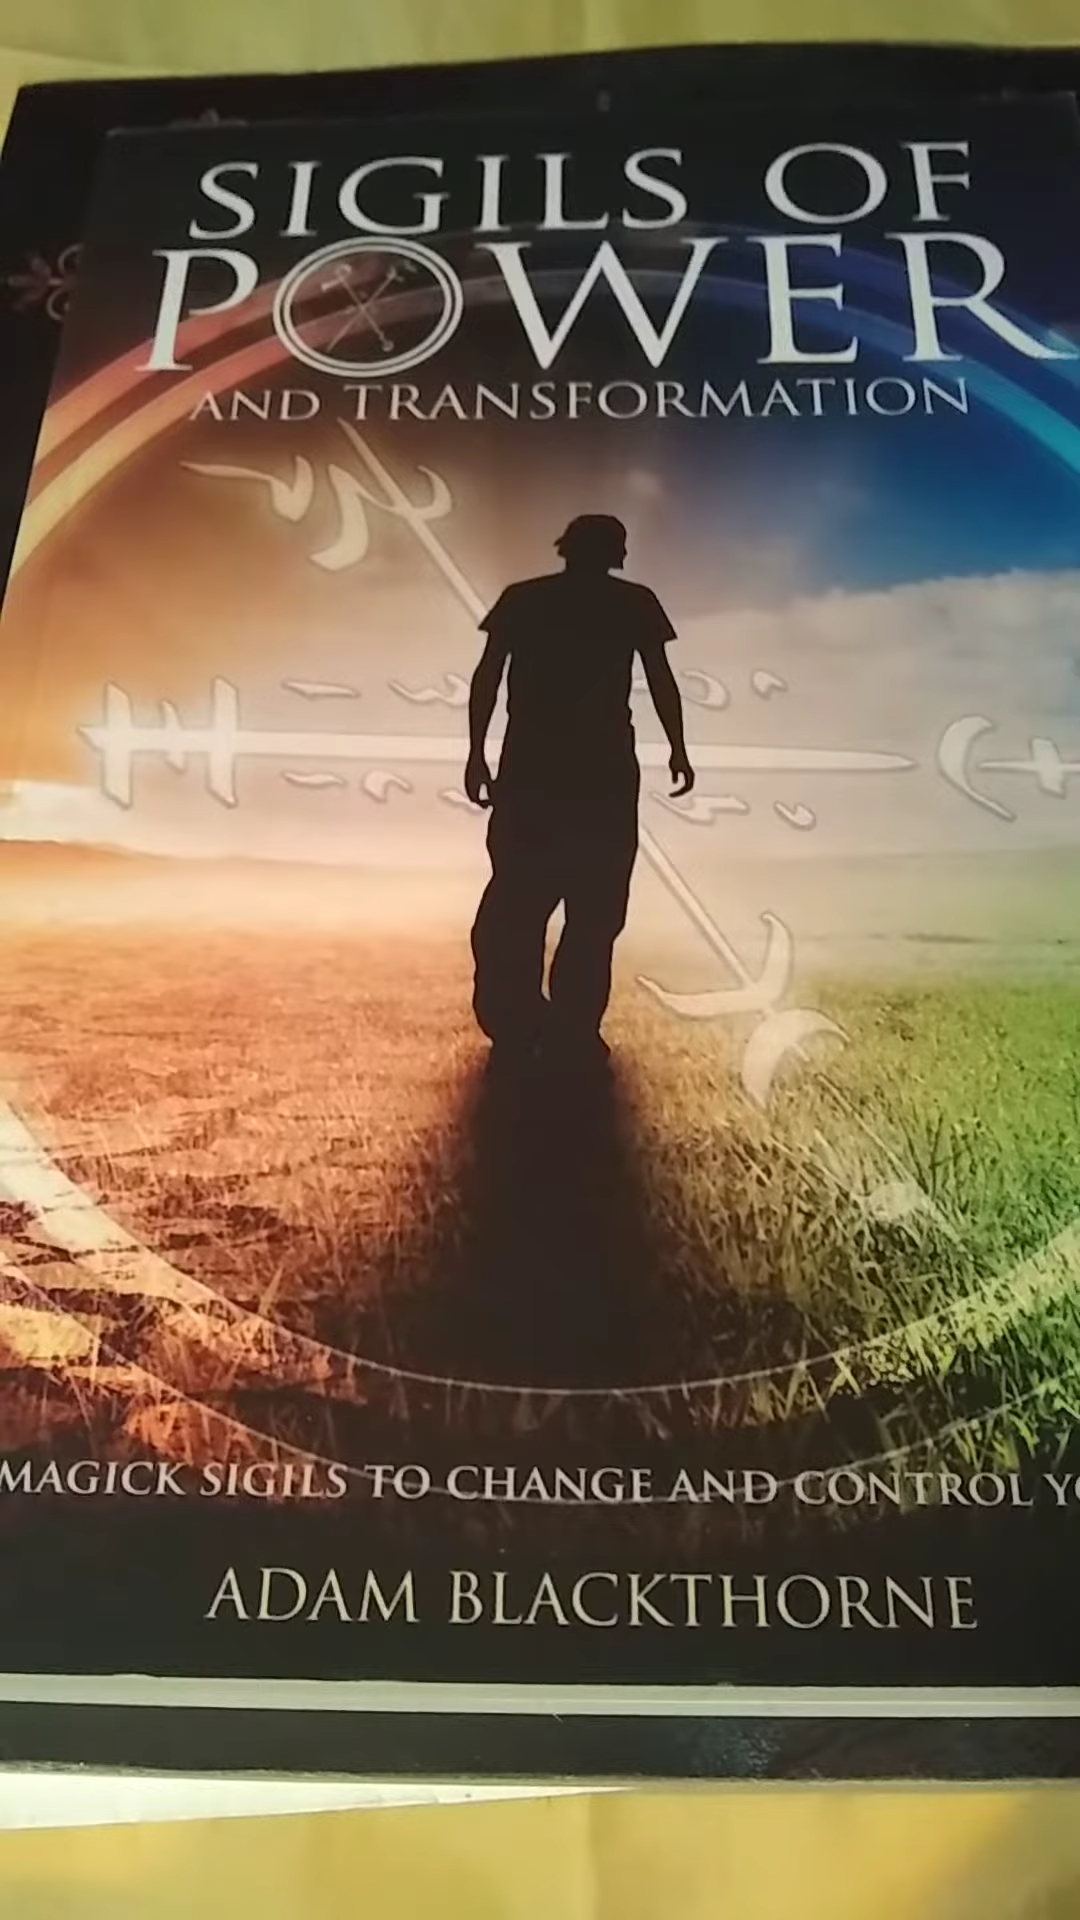 SIGILS OF
POWER
AND TRANSFORMATION
MAGICK SIGILS TO CHANGE AND CONTROL
ADAM BLACKTHORNE